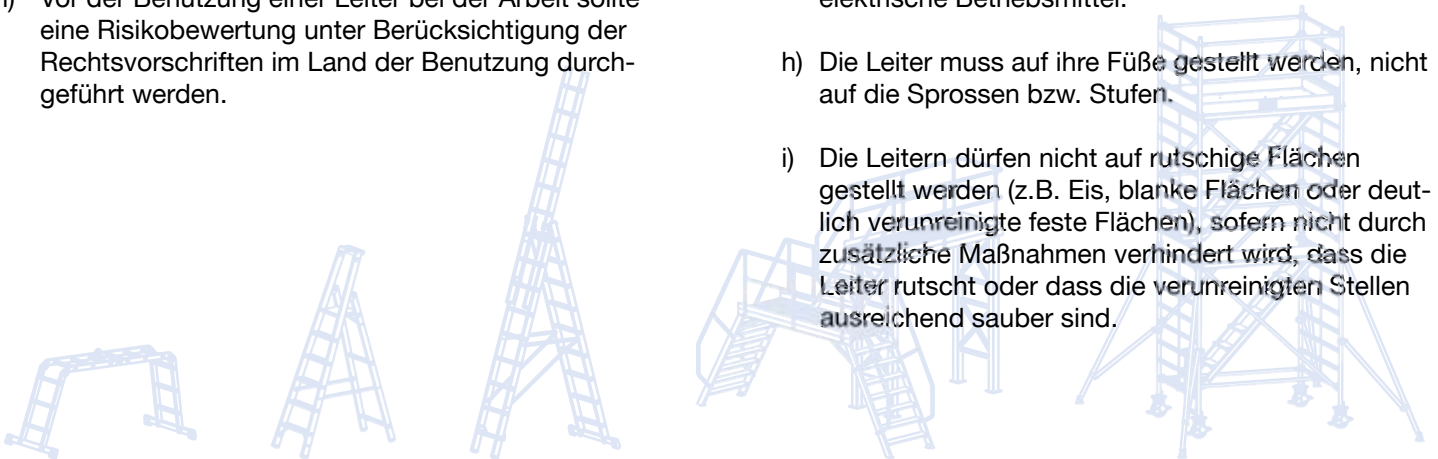 Vor der Benutzung einer Leiter bei der Arbeit sollte
eine Risikobewertung unter Berücksichtigung der
Rechtsvorschriften im Land der Benutzung durch-
geführt werden.
elektrische Betriebsmittel.
h) Die Leiter muss auf ihre Füße gestellt werden, nicht
auf die Sprossen bzw. Stufen.
i) Die Leitern dürfen nicht auf rutschige Flächen
gestellt werden (z.B. Eis, blanke Flächen oder deut-
lich verunreinigte feste Flächen), sofern nicht durch
zusätzliche Maßnahmen verhindert wird, dass die
Leiter rutscht oder dass die verunreinigten Stellen
ausreichend sauber sind.